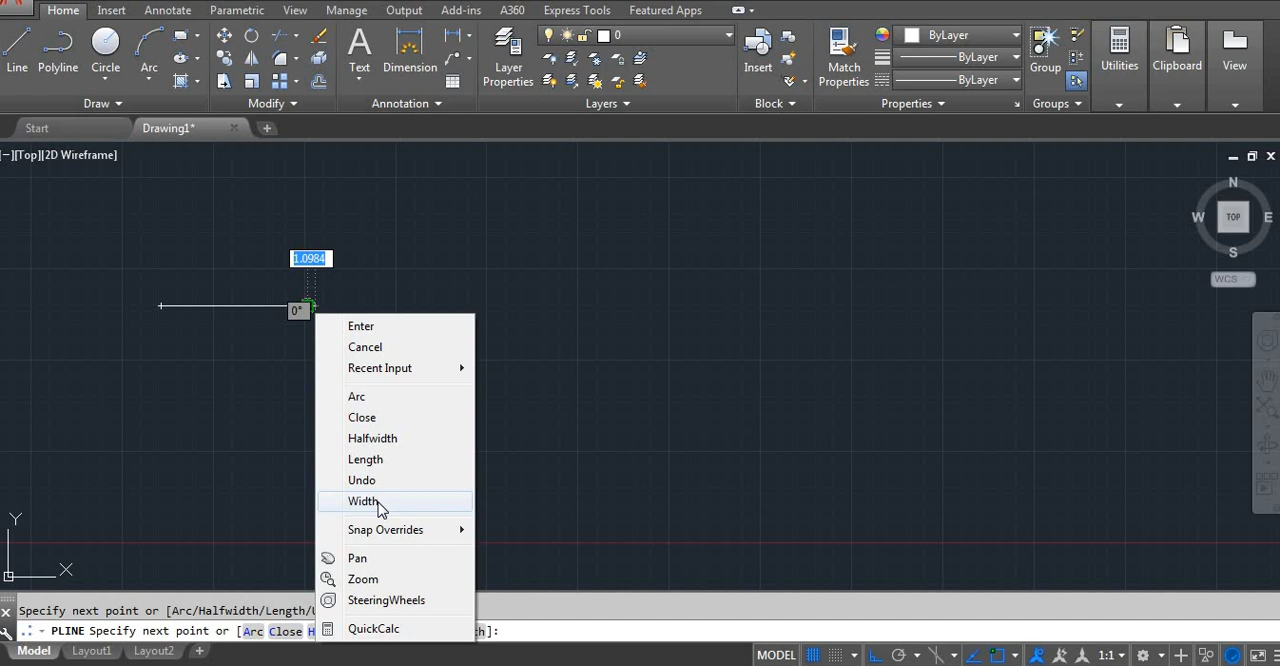 Home Insert Annotate Parametric View Manage Output Add-ins A360 Express Tools Featured Apps
Line Polyline Circle Arc Text Dimension Layer Properties 0 Insert Match Properties ByLayer Group Utilities Clipboard View
ByLayer
ByLayer
Draw Modify Annotation Layers Block Properties Groups
Start Drawing1*
[−][Top][2D Wireframe]
N
W TOP E
S
WCS
1.0984
0°
Enter
Cancel
Recent Input
Arc
Close
Halfwidth
Length
Undo
Width
Snap Overrides
Pan
Zoom
SteeringWheels
QuickCalc
Y
X
Specify next point or [Arc/Halfwidth/Length/
PLINE Specify next point or [Arc Close H
]:
Model Layout1 Layout2 MODEL 1:1